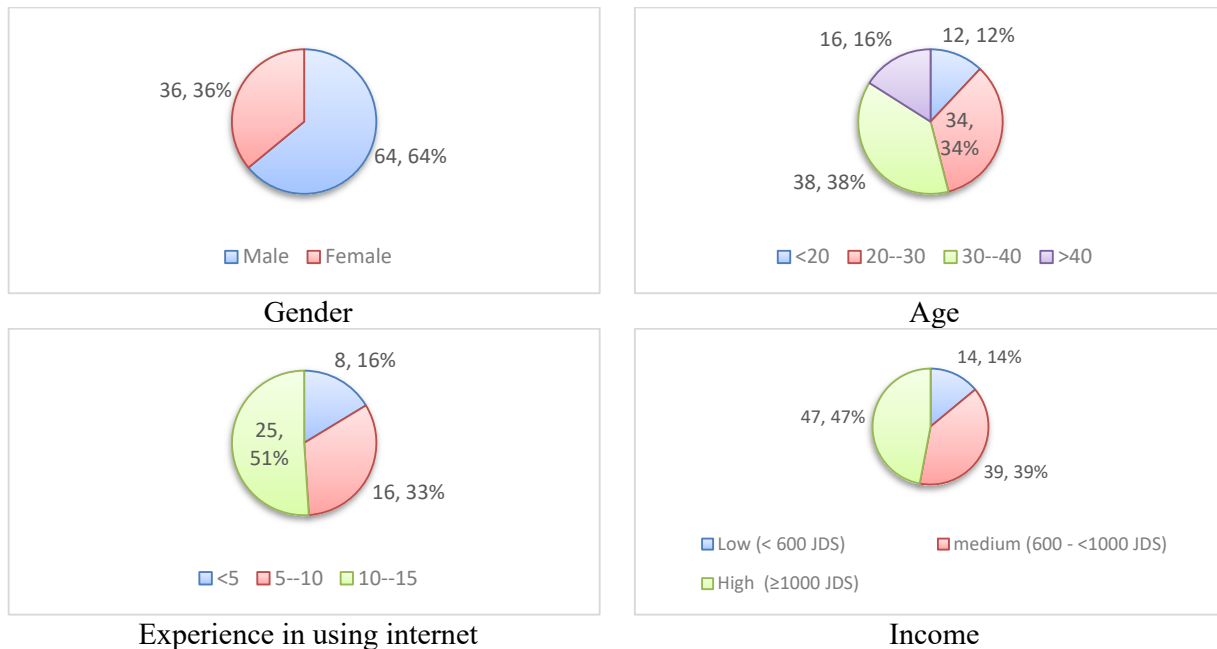 36, 36%
64, 64%
Male Female
Gender
16, 16%
12, 12%
34,
34%
38, 38%
<20 20--30 30--40 >40
Age
8, 16%
25,
51%
16, 33%
<5 5--10 10--15
Experience in using internet
14, 14%
47, 47%
39, 39%
Low (< 600 JDS) medium (600 - <1000 JDS)
High (≥1000 JDS)
Income